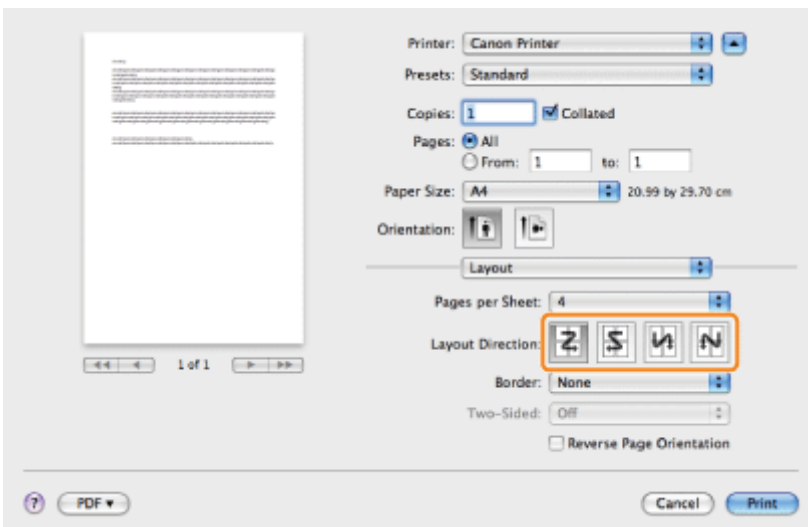 Printer: Canon Printer
Presets: Standard
Copies: 1 Collated
Pages: All
From: 1 to: 1
Paper Size: A4 20.99 by 29.70 cm
Orientation:
Layout
Pages per Sheet: 4
Layout Direction:
Border: None
Two-Sided: Off
Reverse Page Orientation
1 of 1
? PDF Cancel Print